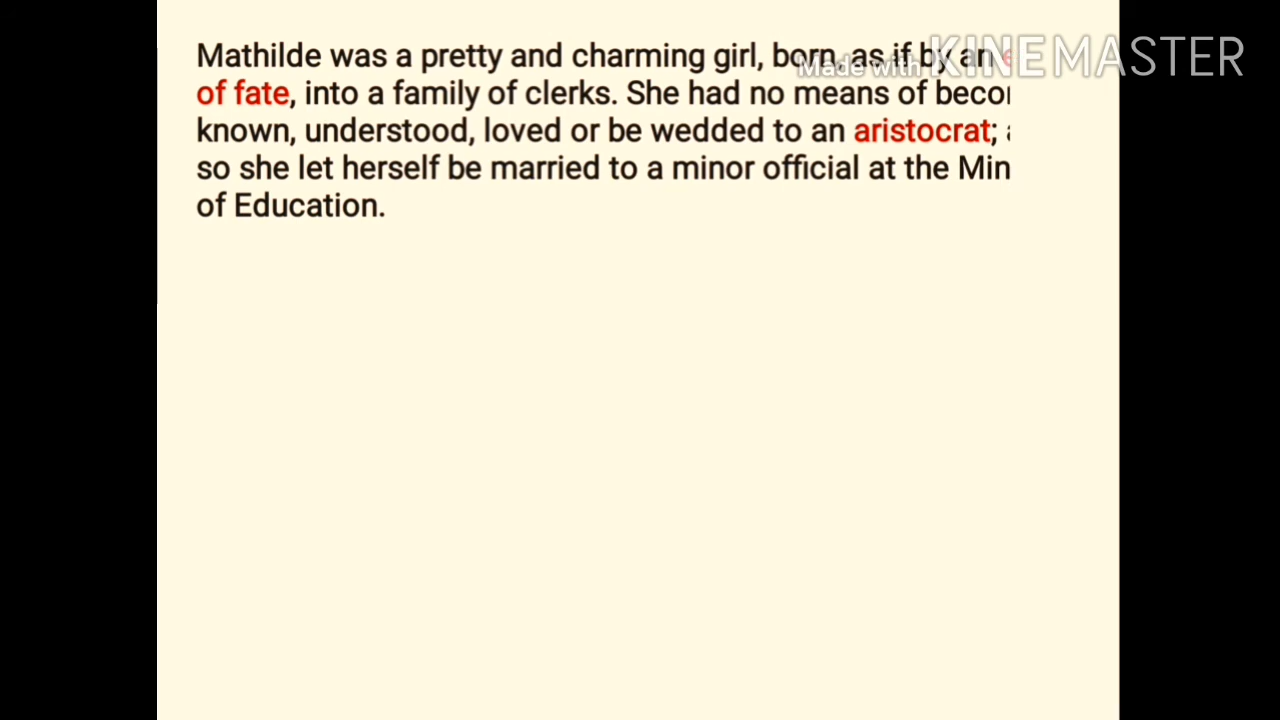 Mathilde was a pretty and charming girl, born, as if by an
of fate, into a family of clerks. She had no means of
known, understood, loved or be wedded to an aristocrat;
so she let herself be married to a minor official at the
of Education.
Made with KINEMASTER